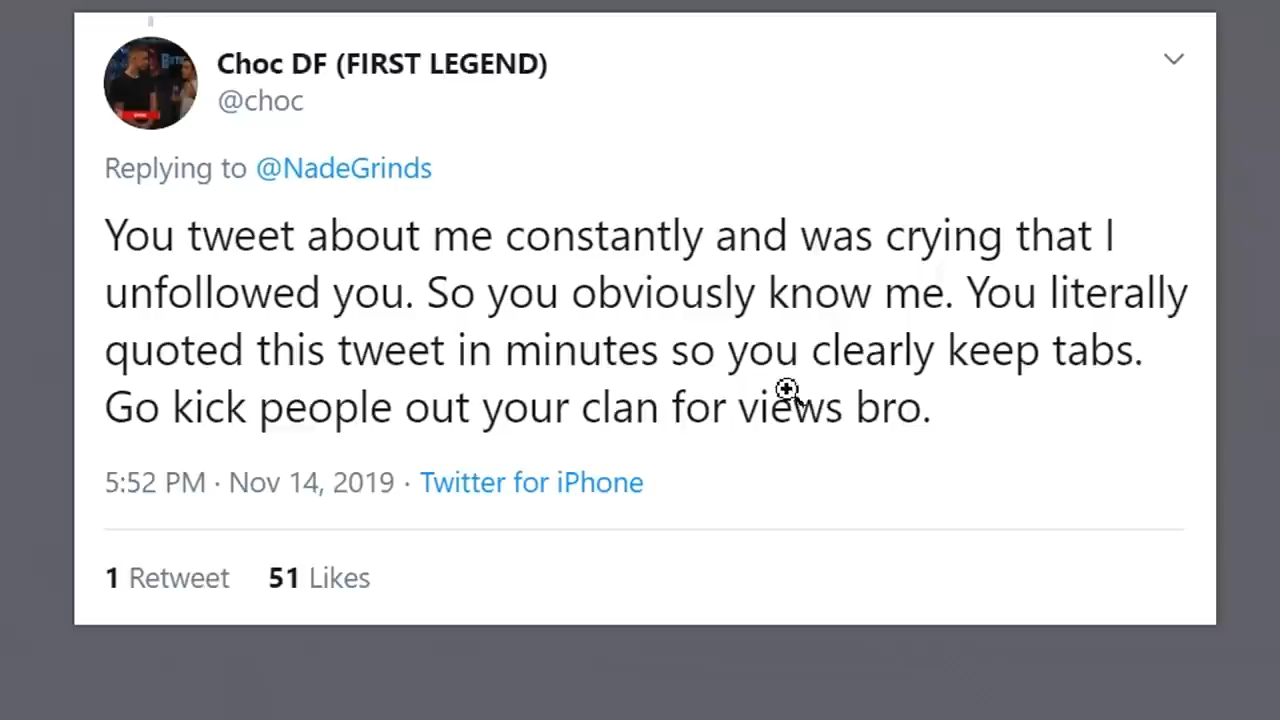 Choc DF (FIRST LEGEND)
@choc
Replying to @NadeGrinds
You tweet about me constantly and was crying that I
unfollowed you. So you obviously know me. You literally
quoted this tweet in minutes so you clearly keep tabs.
Go kick people out your clan for views bro.
5:52 PM · Nov 14, 2019 · Twitter for iPhone
1 Retweet 51 Likes